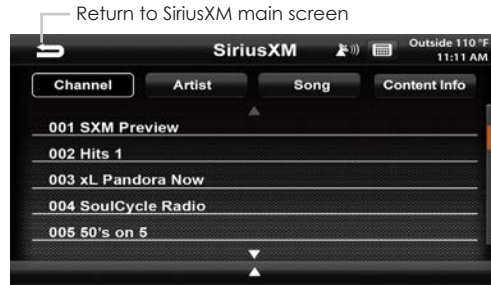 Return to SiriusXM main screen
SiriusXM
Outside 110 °F
11:11 AM
Channel Artist Song Content Info
001 SXM Preview
002 Hits 1
003 xL Pandora Now
004 SoulCycle Radio
005 50's on 5